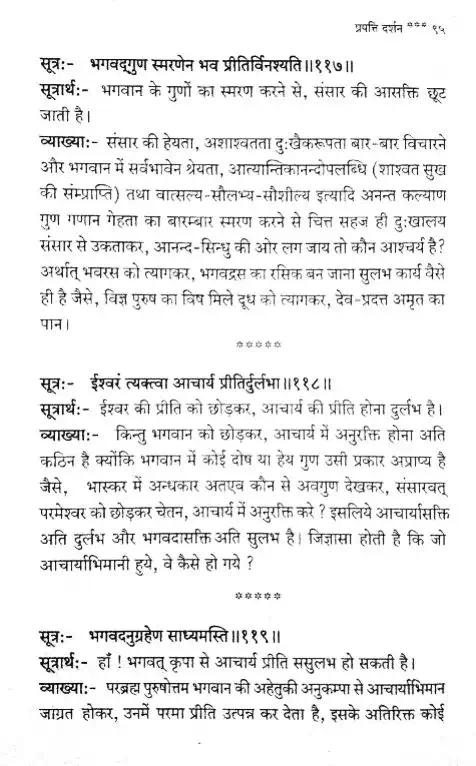 प्रपत्ति दर्शन *** ९५
सूत्र:- भगवद्‌गुण स्मरणेन भव प्रीतिर्विनश्यति॥११७॥
सूत्रार्थ:- भगवान के गुणों का स्मरण करने से, संसार की आसक्ति छूट
जाती है।
व्याख्या:- संसार की हेयता, अशाश्वतता दुःखैकरूपता बार-बार विचारने
और भगवान में सर्वभावेन श्रेयता, आत्यान्तिकानन्दोपलब्धि (शाश्वत सुख
की संम्प्राप्ति) तथा वात्सल्य-सौलभ्य-सौशील्य इत्यादि अनन्त कल्याण
गुण गणान गेहता का बारम्बार स्मरण करने से चित्त सहज ही दुःखालय
संसार से उकताकर, आनन्द-सिन्धु की ओर लग जाय तो कौन आश्चर्य है?
अर्थात् भवरस को त्यागकर, भगवद्रस का रसिक बन जाना सुलभ कार्य वैसे
ही है जैसे, विज्ञ पुरुष का विष मिले दूध को त्यागकर, देव-प्रदत्त अमृत का
पान।
*****
सूत्र:- ईश्वरं त्यक्त्वा आचार्य प्रीतिर्दुर्लभा॥११८॥
सूत्रार्थ:- ईश्वर की प्रीति को छोड़कर, आचार्य की प्रीति होना दुर्लभ है।
व्याख्या:- किन्तु भगवान को छोड़कर, आचार्य में अनुरक्ति होना अति
कठिन है क्योंकि भगवान में कोई दोष या हेय गुण उसी प्रकार अप्राप्य है
जैसे, भास्कर में अन्धकार अतएव कौन से अवगुण देखकर, संसारवत्
परमेश्वर को छोड़कर चेतन, आचार्य में अनुरक्ति करे ? इसलिये आचार्यासक्ति
अति दुर्लभ और भगवदासक्ति अति सुलभ है। जिज्ञासा होती है कि जो
आचार्याभिमानी हुये, वे कैसे हो गये ?
*****
सूत्र:- भगवदनुग्रहेण साध्यमस्ति॥११९॥
सूत्रार्थ:- हाँ ! भगवत् कृपा से आचार्य प्रीति ससुलभ हो सकती है।
व्याख्या:- परब्रह्म पुरुषोत्तम भगवान की अहेतुकी अनुकम्पा से आचार्याभिमान
जाग्रत होकर, उनमें परमा प्रीति उत्पन्न कर देता है, इसके अतिरिक्त कोई